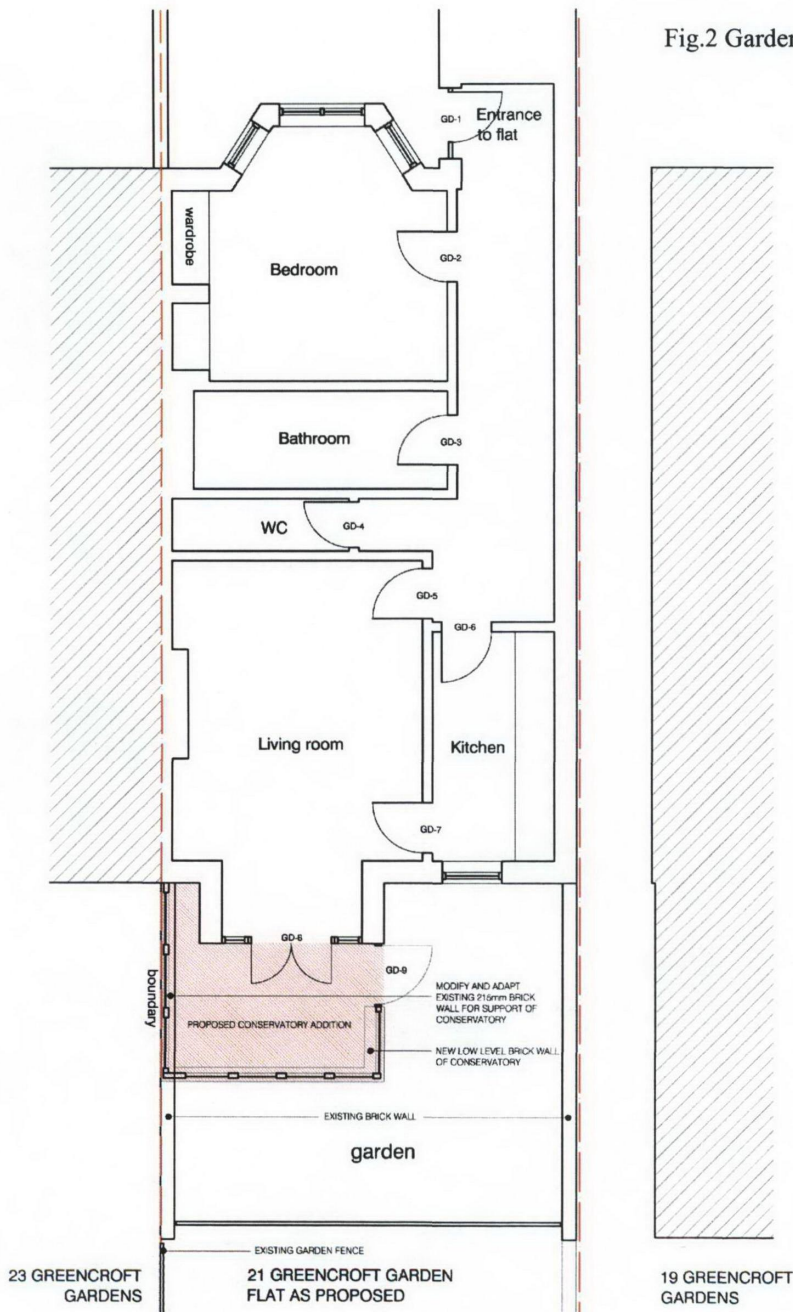 Fig.2 Garden
GD-1
Entrance
to flat
wardrobe
Bedroom
GD-2
Bathroom
GD-3
WC
GD-4
GD-5
GD-6
Living room
Kitchen
GD-7
GD-6
GD-9
boundary
MODIFY AND ADAPT
EXISTING 215mm BRICK
WALL FOR SUPPORT OF
CONSERVATORY
PROPOSED CONSERVATORY ADDITION
NEW LOW LEVEL BRICK WALL
OF CONSERVATORY
EXISTING BRICK WALL
garden
EXISTING GARDEN FENCE
23 GREENCROFT
GARDENS
21 GREENCROFT GARDEN
FLAT AS PROPOSED
19 GREENCROFT
GARDENS